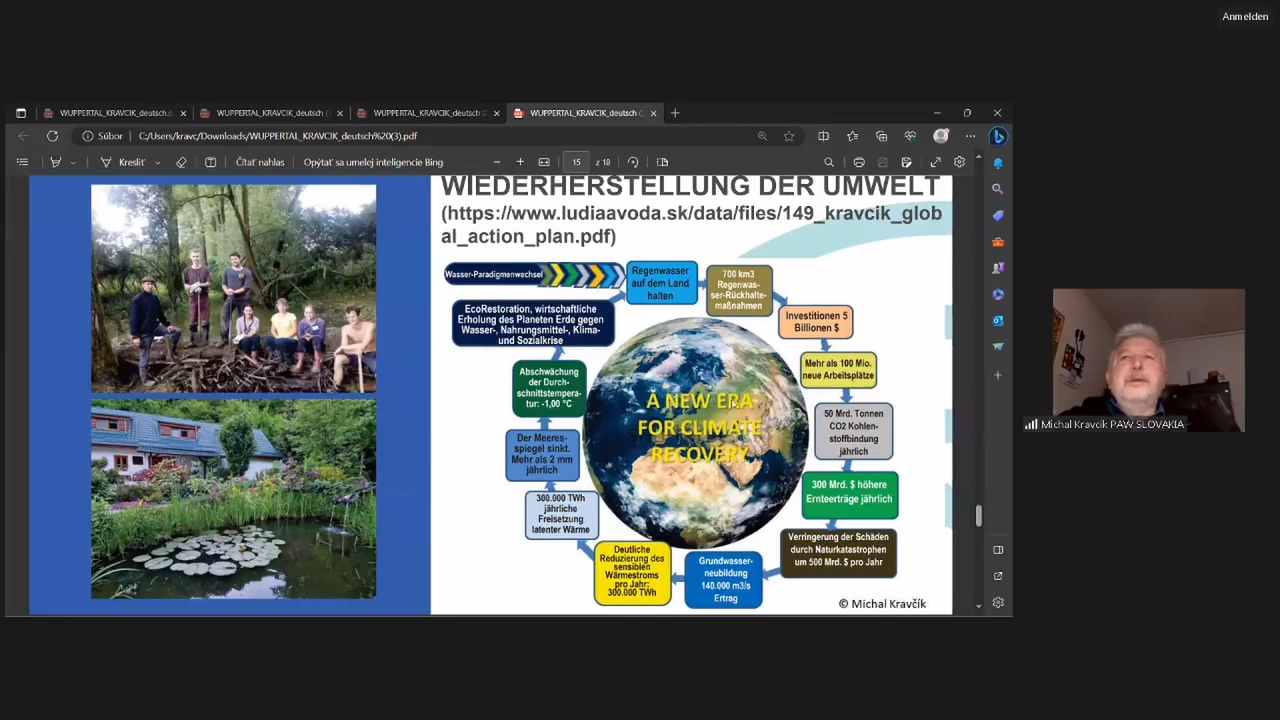 Anmelden
WUPPERTAL_KRAVCIK_deutsch.p
WUPPERTAL_KRAVCIK_deutsch (1
WUPPERTAL_KRAVCIK_deutsch (2
WUPPERTAL_KRAVCIK_deutsch (
Súbor
C:/Users/kravc/Downloads/WUPPERTAL_KRAVCIK_deutsch%20(3).pdf
Kresliť
Čítať nahlas
Opýtať sa umelej inteligencie Bing
15
z 18
WIEDERHERSTELLUNG DER UMWELT
(https://www.ludiaavoda.sk/data/files/149_kravcik_glob
al_action_plan.pdf)
Wasser-Paradigmenwechsel
Regenwasser
auf dem Land
halten
700 km3
Regenwas-
ser-Rückhalte-
maßnahmen
Investitionen 5
Billionen $
Mehr als 100 Mio.
neue Arbeitsplätze
50 Mrd. Tonnen
CO2 Kohlen-
stoffbindung
jährlich
300 Mrd. $ höhere
Ernteerträge jährlich
Verringerung der Schäden
durch Naturkatastrophen
um 500 Mrd. $ pro Jahr
Grundwasser-
neubildung
140.000 m3/s
Ertrag
Deutliche
Reduzierung des
sensiblen
Wärmestroms
pro Jahr:
300.000 TWh
300.000 TWh
jährliche
Freisetzung
latenter Wärme
Der Meeres-
spiegel sinkt.
Mehr als 2 mm
jährlich
Abschwächung
der Durch-
schnittstempera-
tur: -1,00 °C
EcoRestoration, wirtschaftliche
Erholung des Planeten Erde gegen
Wasser-, Nahrungsmittel-, Klima-
und Sozialkrise
A NEW ERA
FOR CLIMATE
RECOVERY
© Michal Kravčík
Michal Kravcik PAW SLOVAKIA